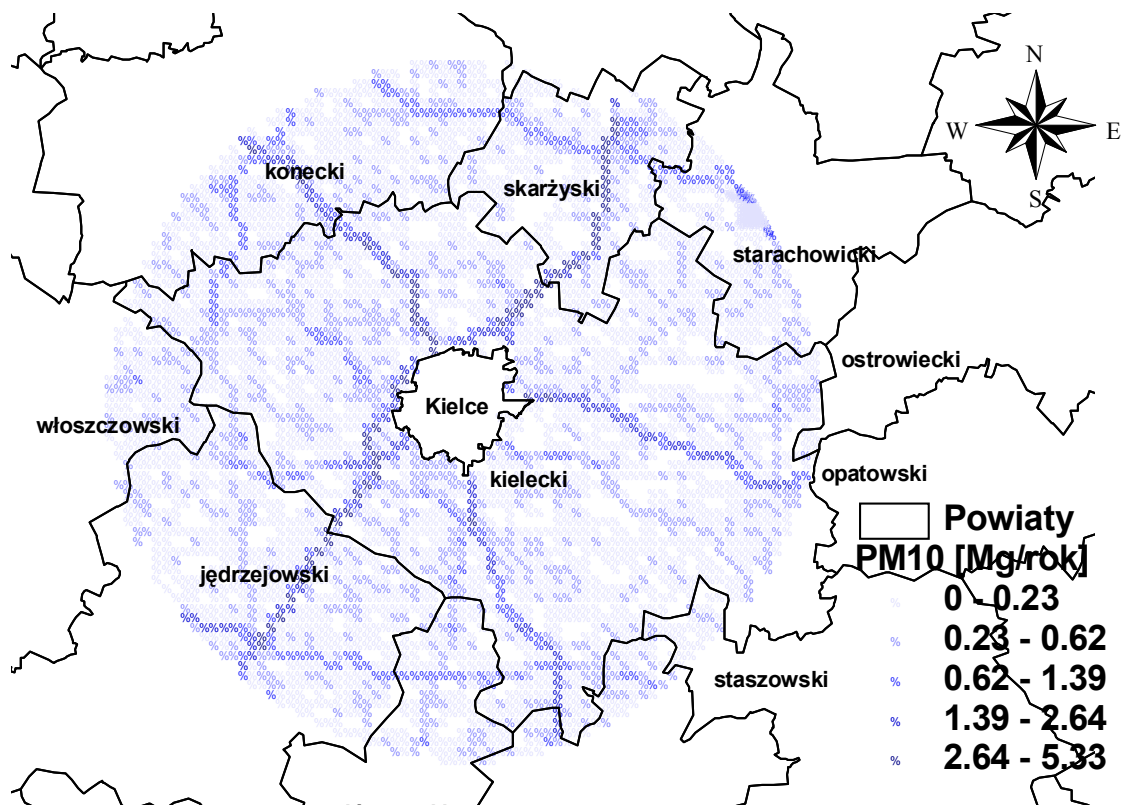 N
W E
S
konecki
skarżyski
starachowicki
ostrowiecki
Kielce
włoszczowski
kielecki
opatowski
jędrzejowski
staszowski
Powiaty
PM10 [Mg/rok]
% 0 - 0.23
% 0.23 - 0.62
% 0.62 - 1.39
% 1.39 - 2.64
% 2.64 - 5.33